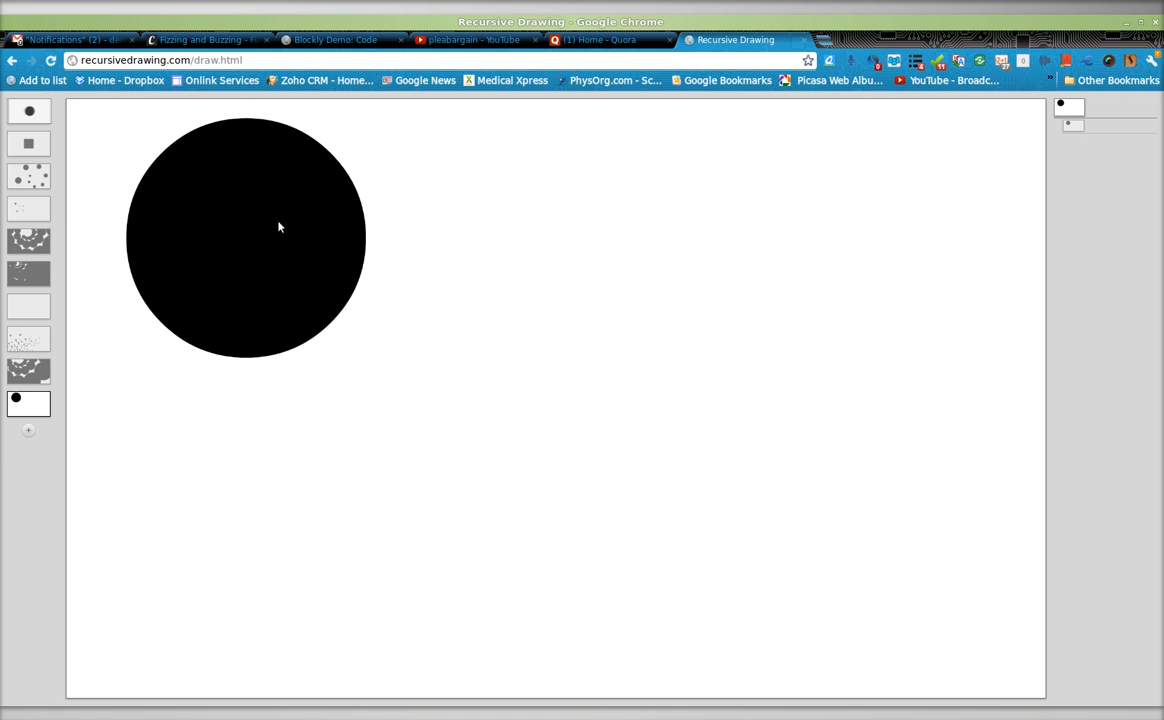 Recursive Drawing - Google Chrome
"Notifications" (2) - d
Fizzing and Buzzing - F
Blockly Demo: Code
pleabargain - YouTube
(1) Home - Quora
Recursive Drawing
recursivedrawing.com/draw.html
Add to list
Home - Dropbox
Onlink Services
Zoho CRM - Home...
Google News
Medical Xpress
PhysOrg.com - Sc...
Google Bookmarks
Picasa Web Albu...
YouTube - Broadc...
»
Other Bookmarks